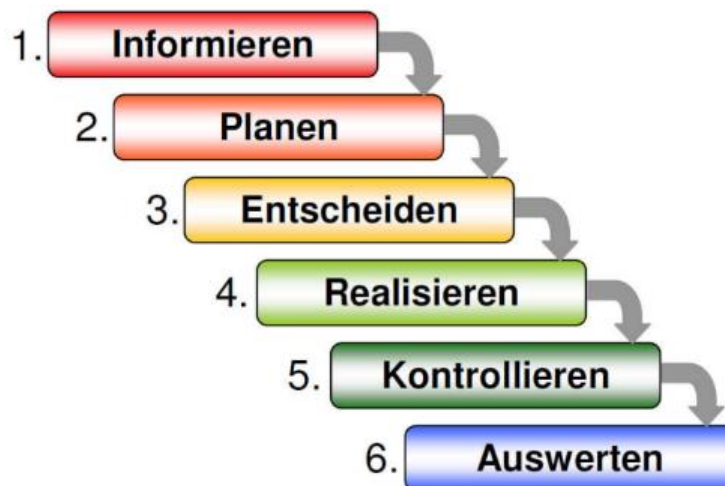 1. Informieren
2. Planen
3. Entscheiden
4. Realisieren
5. Kontrollieren
6. Auswerten